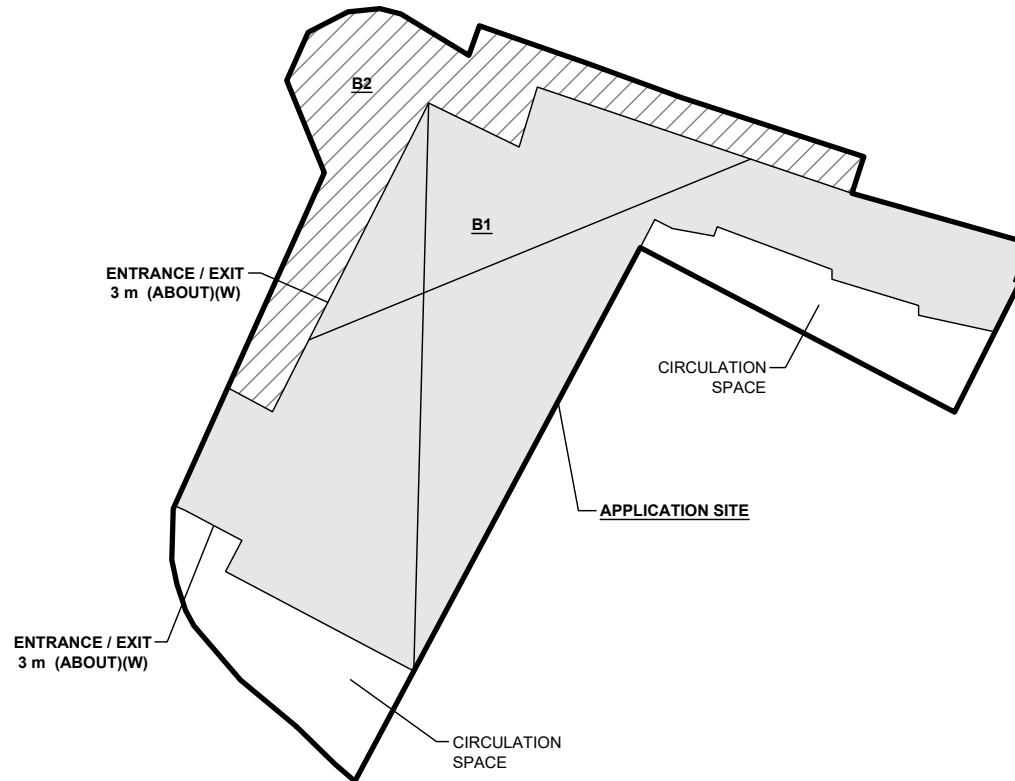 B2
B1
ENTRANCE / EXIT
3 m (ABOUT)(W)
CIRCULATION
SPACE
APPLICATION SITE
ENTRANCE / EXIT
3 m (ABOUT)(W)
CIRCULATION
SPACE